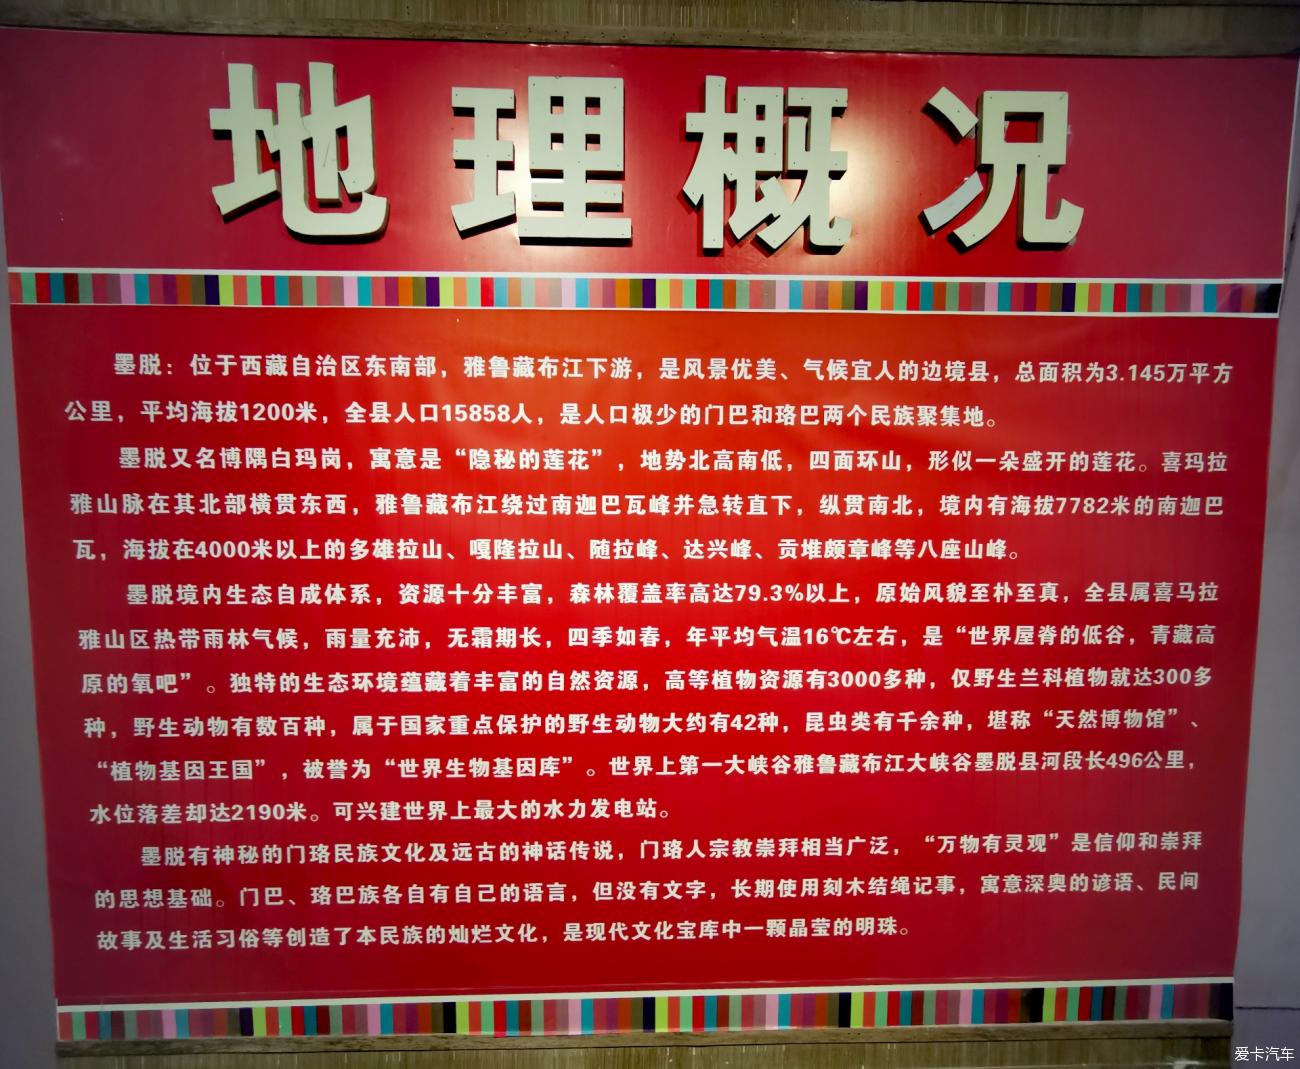 地理概况
墨脱：位于西藏自治区东南部，雅鲁藏布江下游，是风景优美、气候宜人的边境县，总面积为3.145万平方
公里，平均海拔1200米，全县人口15858人，是人口极少的门巴和珞巴两个民族聚集地。
墨脱又名博隅白玛岗，寓意是“隐秘的莲花”，地势北高南低，四面环山，形似一朵盛开的莲花。喜玛拉
雅山脉在其北部横贯东西，雅鲁藏布江绕过南迦巴瓦峰并急转直下，纵贯南北，境内有海拔7782米的南迦巴
瓦，海拔在4000米以上的多雄拉山、嘎隆拉山、随拉峰、达兴峰、贡堆颇章峰等八座山峰。
墨脱境内生态自成体系，资源十分丰富，森林覆盖率高达79.3%以上，原始风貌至朴至真，全县属喜马拉
雅山区热带雨林气候，雨量充沛，无霜期长，四季如春，年平均气温16℃左右，是“世界屋脊的低谷，青藏高
原的氧吧”。独特的生态环境蕴藏着丰富的自然资源，高等植物资源有3000多种，仅野生兰科植物就达300多
种，野生动物有数百种，属于国家重点保护的野生动物大约有42种，昆虫类有千余种，堪称“天然博物馆”、
“植物基因王国”，被誉为“世界生物基因库”。世界上第一大峡谷雅鲁藏布江大峡谷墨脱县河段长496公里，
水位落差却达2190米。可兴建世界上最大的水力发电站。
墨脱有神秘的门珞民族文化及远古的神话传说，门珞人宗教崇拜相当广泛，“万物有灵观”是信仰和崇拜
的思想基础。门巴、珞巴族各自有自己的语言，但没有文字，长期使用刻木结绳记事，寓意深奥的谚语、民间
故事及生活习俗等创造了本民族的灿烂文化，是现代文化宝库中一颗晶莹的明珠。
爱卡汽车